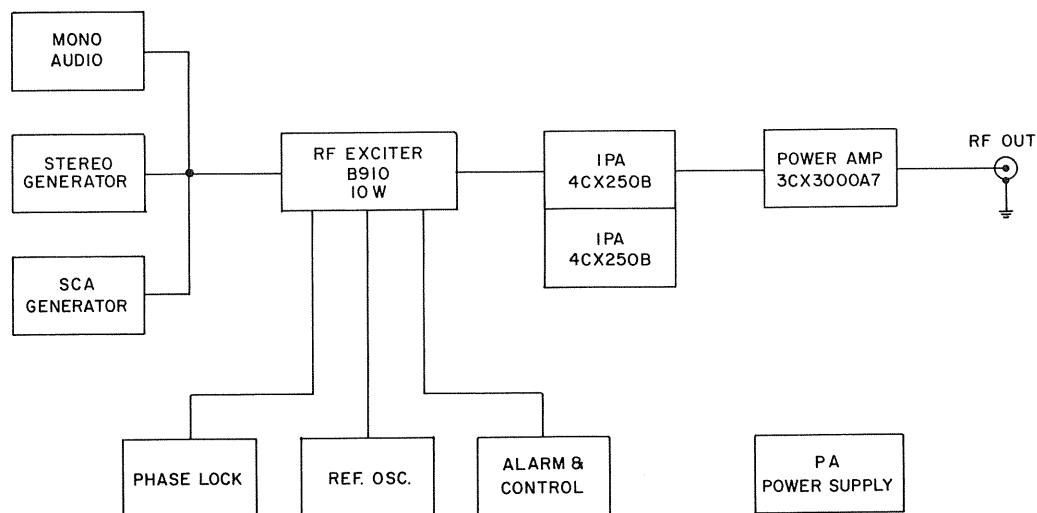 MONO
AUDIO
STEREO
GENERATOR
SCA
GENERATOR
RF EXCITER
B910
10W
IPA
4CX250B
IPA
4CX250B
POWER AMP
3CX3000A7
RF OUT
PHASE LOCK
REF. OSC.
ALARM &
CONTROL
PA
POWER SUPPLY